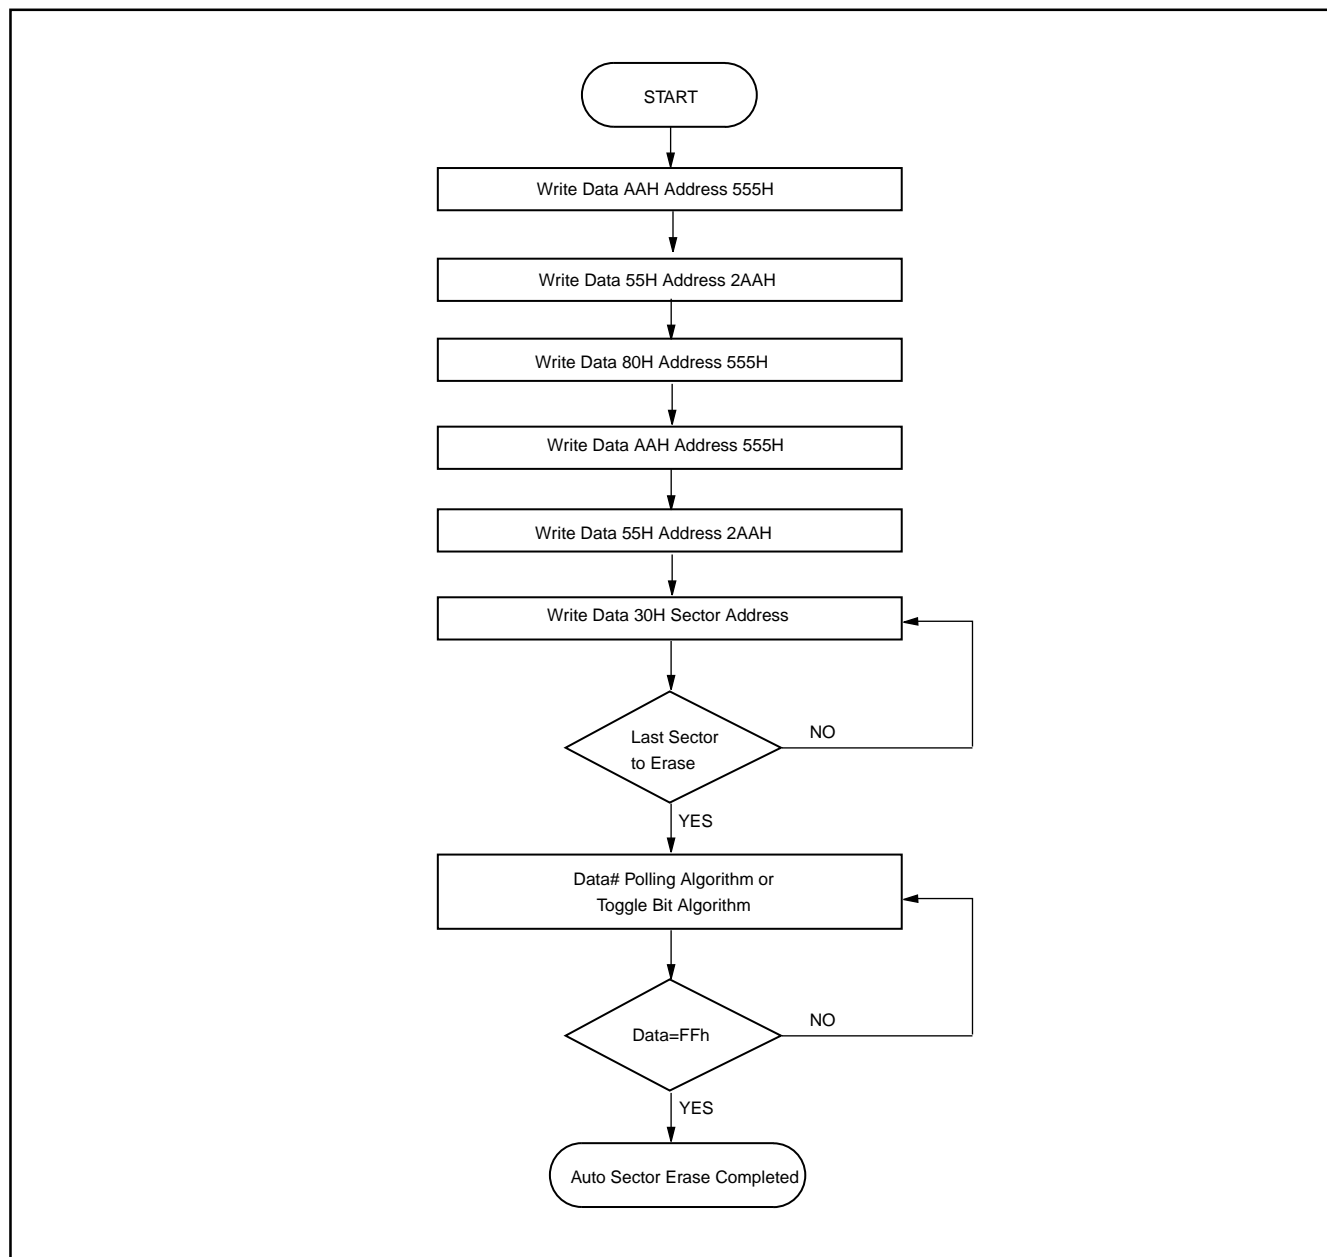 START
Write Data AAH Address 555H
Write Data 55H Address 2AAH
Write Data 80H Address 555H
Write Data AAH Address 555H
Write Data 55H Address 2AAH
Write Data 30H Sector Address
Last Sector
to Erase
NO
YES
Data# Polling Algorithm or
Toggle Bit Algorithm
Data=FFh
NO
YES
Auto Sector Erase Completed